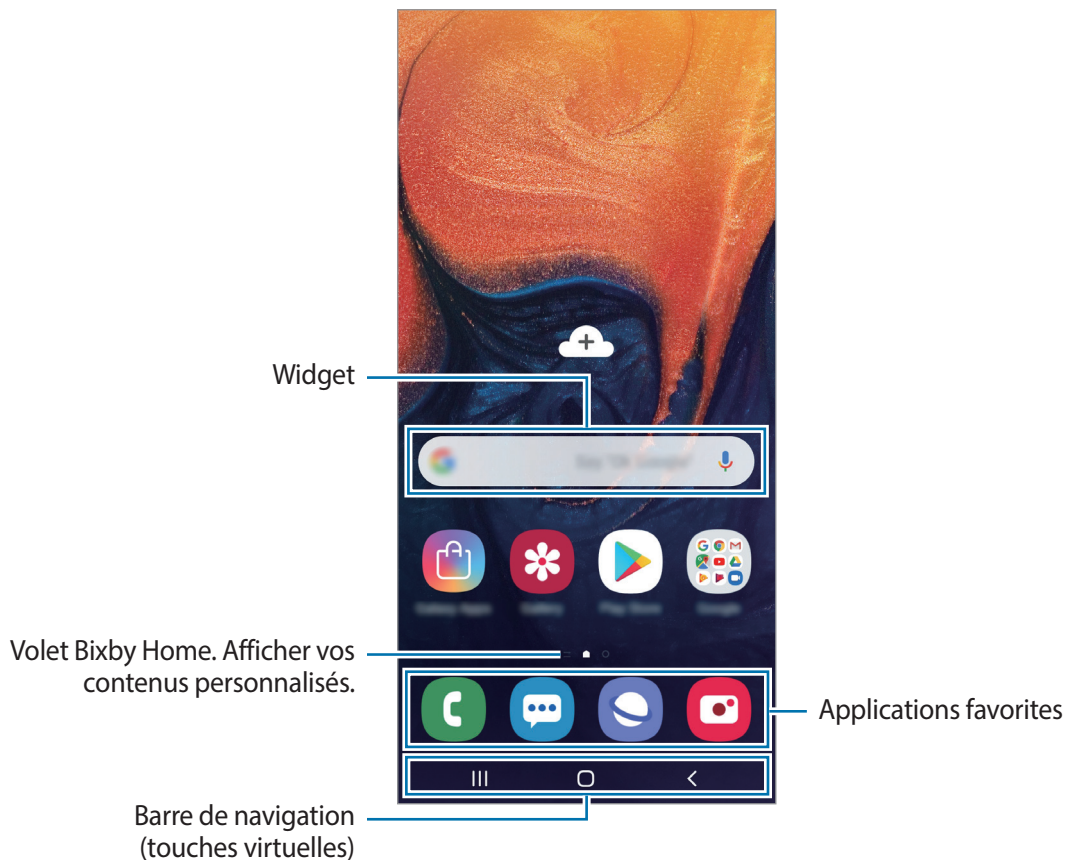 Widget
Volet Bixby Home. Afficher vos
contenus personnalisés.
Applications favorites
Barre de navigation
(touches virtuelles)